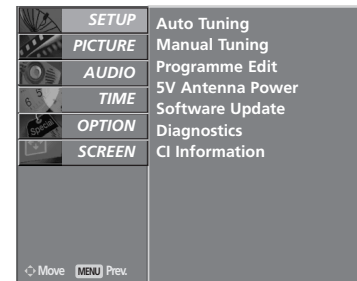 SETUP
PICTURE
AUDIO
TIME
OPTION
SCREEN
Auto Tuning
Manual Tuning
Programme Edit
5V Antenna Power
Software Update
Diagnostics
CI Information
Special
Move MENU Prev.